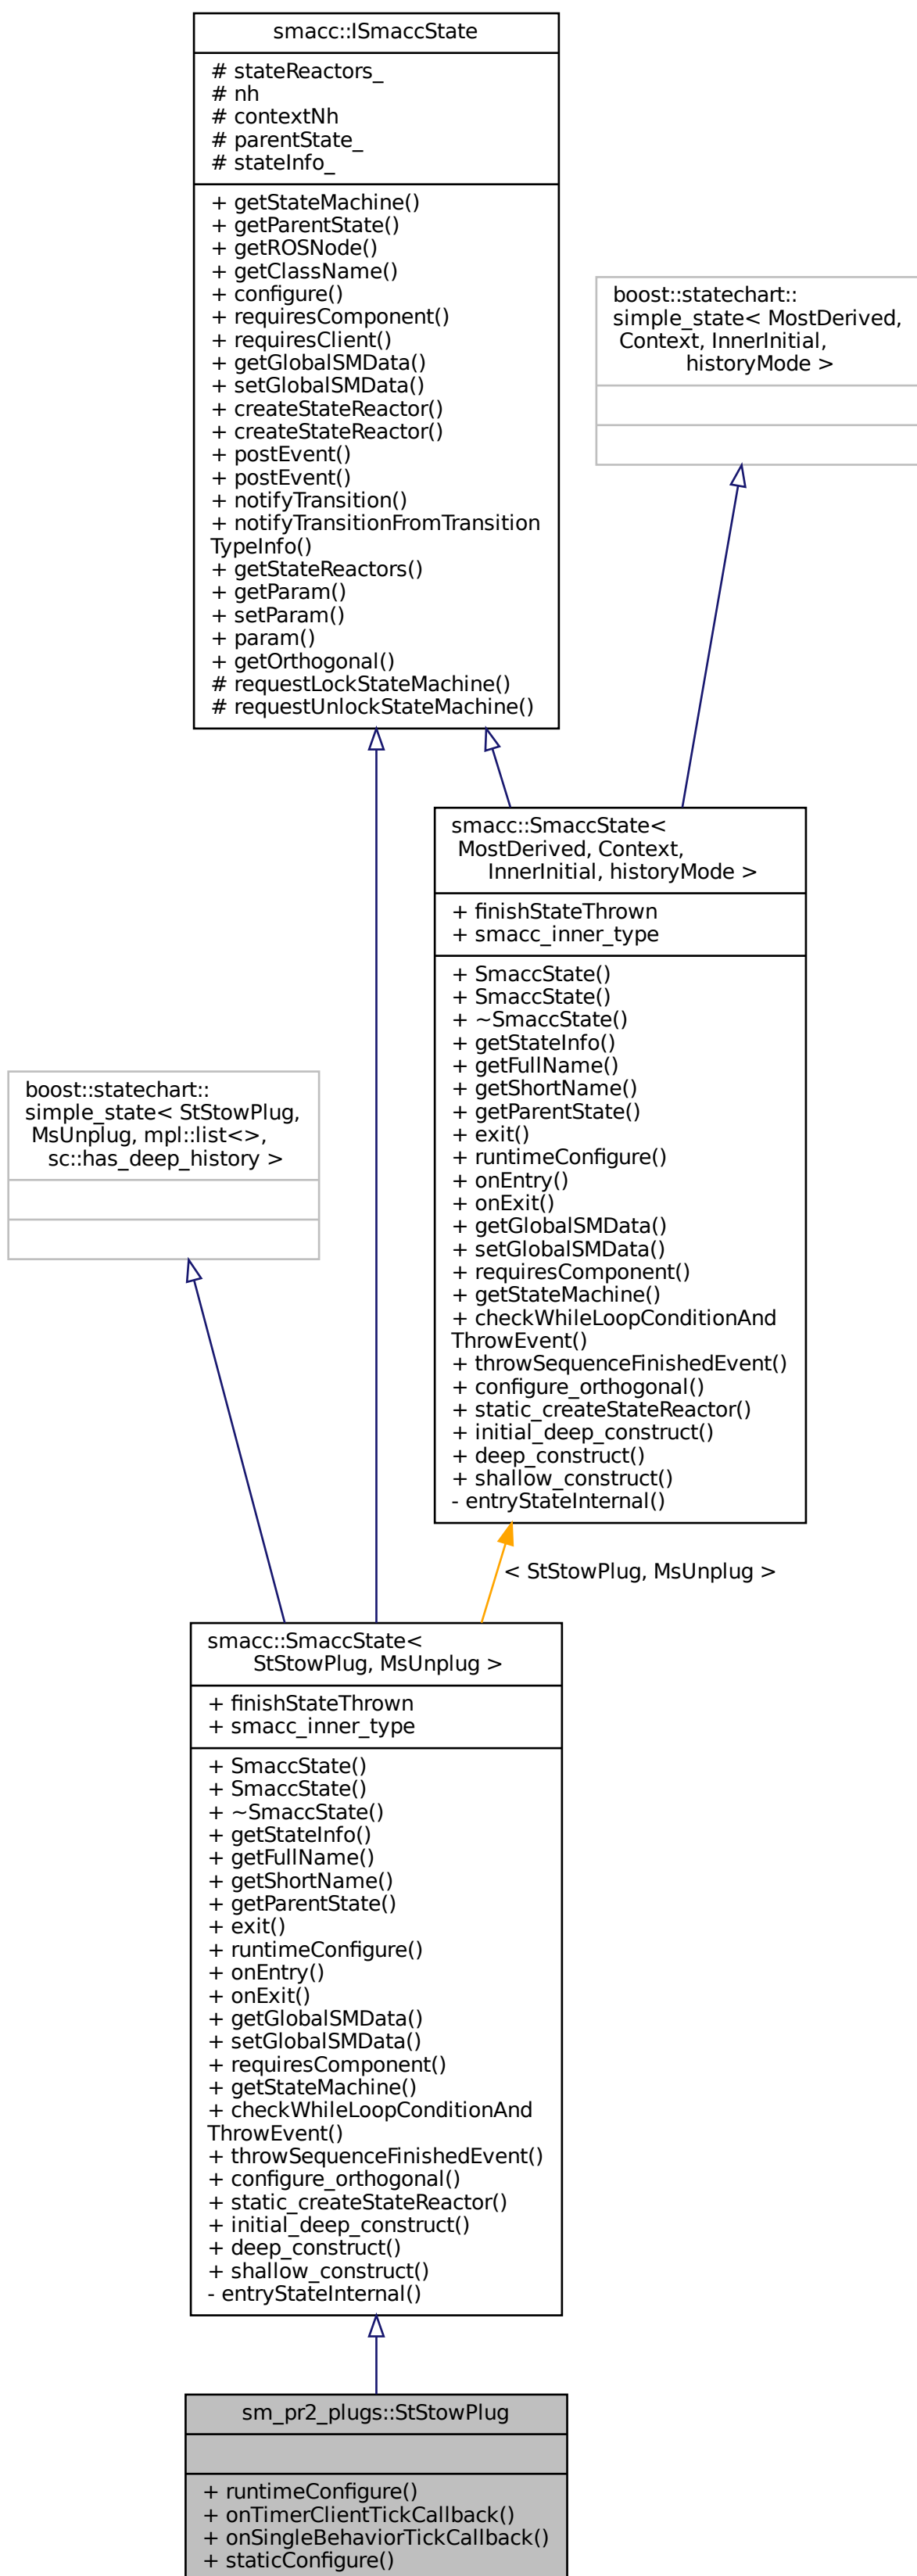 smacc::ISmaccState
# stateReactors_
# nh
# contextNh
# parentState_
# stateInfo_
+ getStateMachine()
+ getParentState()
+ getROSNode()
+ getClassName()
+ configure()
+ requiresComponent()
+ requiresClient()
+ getGlobalSMData()
+ setGlobalSMData()
+ createStateReactor()
+ createStateReactor()
+ postEvent()
+ postEvent()
+ notifyTransition()
+ notifyTransitionFromTransition
TypeInfo()
+ getStateReactors()
+ getParam()
+ setParam()
+ param()
+ getOrthogonal()
# requestLockStateMachine()
# requestUnlockStateMachine()
boost::statechart::
simple_state< MostDerived,
Context, InnerInitial,
historyMode >
smacc::SmaccState<
MostDerived, Context,
InnerInitial, historyMode >
+ finishStateThrown
+ smacc_inner_type
+ SmaccState()
+ SmaccState()
+ ~SmaccState()
+ getStateInfo()
+ getFullName()
+ getShortName()
+ getParentState()
+ exit()
+ runtimeConfigure()
+ onEntry()
+ onExit()
+ getGlobalSMData()
+ setGlobalSMData()
+ requiresComponent()
+ getStateMachine()
+ checkWhileLoopConditionAnd
ThrowEvent()
+ throwSequenceFinishedEvent()
+ configure_orthogonal()
+ static_createStateReactor()
+ initial_deep_construct()
+ deep_construct()
+ shallow_construct()
- entryStateInternal()
boost::statechart::
simple_state< StStowPlug,
MsUnplug, mpl::list<>,
sc::has_deep_history >
< StStowPlug, MsUnplug >
smacc::SmaccState<
StStowPlug, MsUnplug >
+ finishStateThrown
+ smacc_inner_type
+ SmaccState()
+ SmaccState()
+ ~SmaccState()
+ getStateInfo()
+ getFullName()
+ getShortName()
+ getParentState()
+ exit()
+ runtimeConfigure()
+ onEntry()
+ onExit()
+ getGlobalSMData()
+ setGlobalSMData()
+ requiresComponent()
+ getStateMachine()
+ checkWhileLoopConditionAnd
ThrowEvent()
+ throwSequenceFinishedEvent()
+ configure_orthogonal()
+ static_createStateReactor()
+ initial_deep_construct()
+ deep_construct()
+ shallow_construct()
- entryStateInternal()
sm_pr2_plugs::StStowPlug
+ runtimeConfigure()
+ onTimerClientTickCallback()
+ onSingleBehaviorTickCallback()
+ staticConfigure()